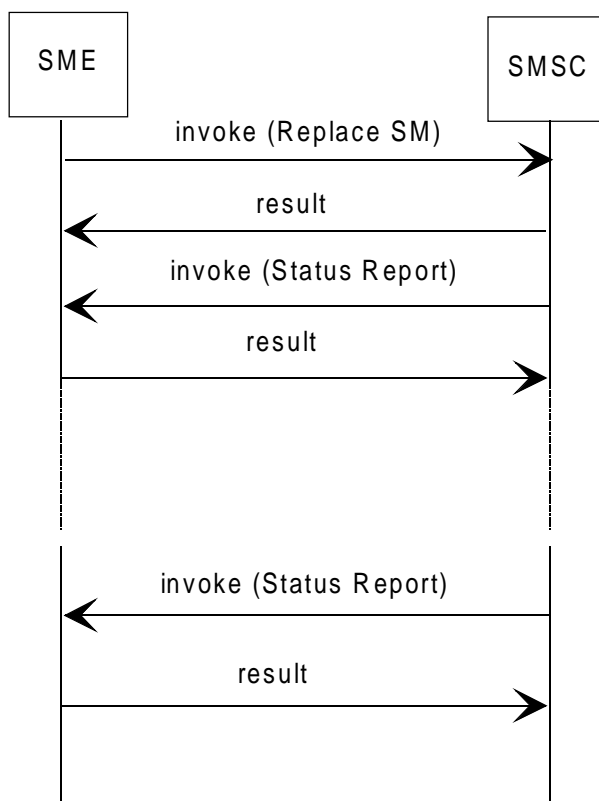 SME
SMSC
invoke (Replace SM)
result
invoke (Status Report)
result
invoke (Status Report)
result